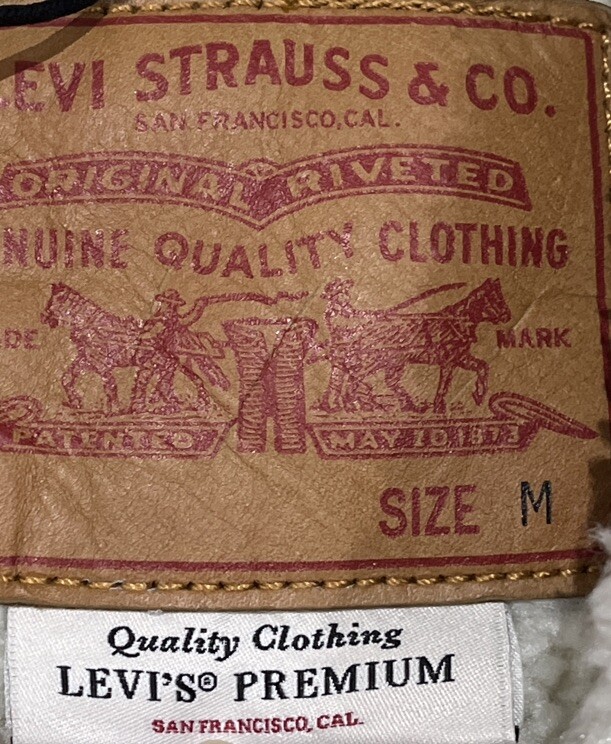 LEVI STRAUSS & CO.
SAN FRANCISCO, CAL.
ORIGINAL RIVETED
NUINE QUALITY CLOTHING
DE MARK
PATENTED MAY 20 1873
SIZE M
Quality Clothing
LEVI'S® PREMIUM
SAN FRANCISCO, CAL.